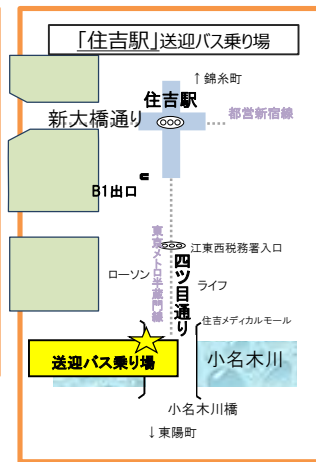 「住吉駅」送迎バス乗り場
↑錦糸町
住吉駅
新大橋通り
都営新宿線
B1出口
東京メトロ半蔵門線
江東西税務署入口
四ツ目通り
ローソン
ライフ
住吉メディカルモール
送迎バス乗り場
小名木川
小名木川橋
↓東陽町